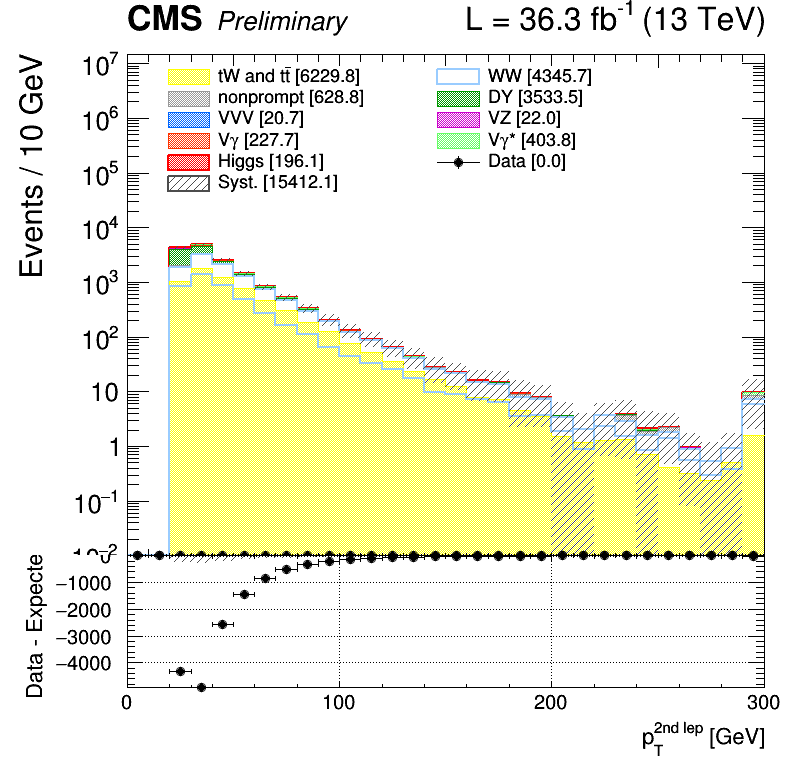 CMS Preliminary L = 36.3 fb⁻¹ (13 TeV)
Events / 10 GeV
10⁷
10⁶
10⁵
10⁴
10³
10²
10
1
10⁻¹
tW and tt̄ [6229.8]
nonprompt [628.8]
VVV [20.7]
Vγ [227.7]
Higgs [196.1]
Syst. [15412.1]
WW [4345.7]
DY [3533.5]
VZ [22.0]
Vγ* [403.8]
Data [0.0]
Data - Expecte
−1000
−2000
−3000
−4000
0 100 200 300
p_T^{2nd lep} [GeV]